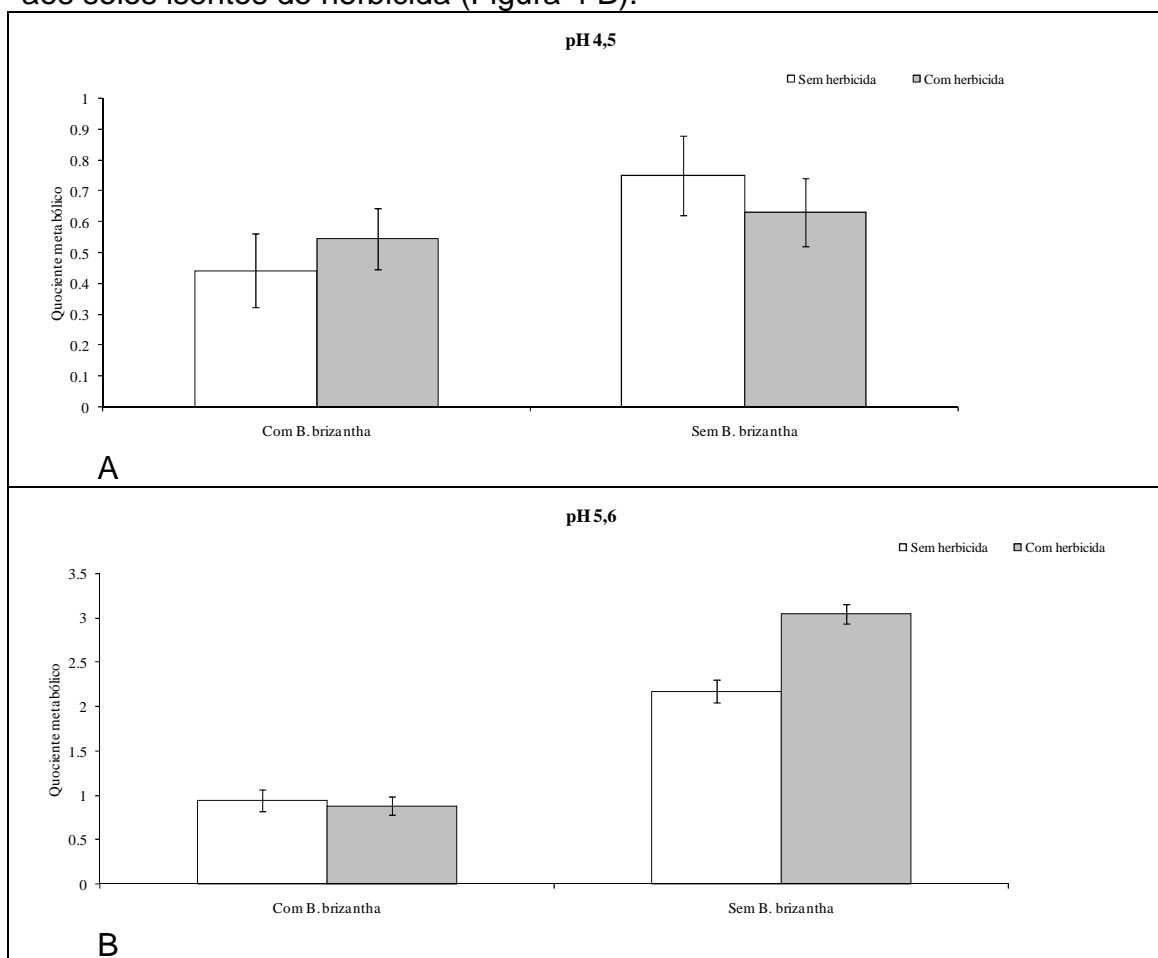 aos solos isentos de herbicida (Figura 4 B).
pH 4,5
Sem herbicida Com herbicida
1
0.9
0.8
0.7
0.6
0.5
0.4
0.3
0.2
0.1
0
Quociente metabólico
Com B. brizantha Sem B. brizantha
A
pH 5,6
Sem herbicida Com herbicida
3.5
3
2.5
2
1.5
1
0.5
0
Quociente metabólico
Com B. brizantha Sem B. brizantha
B